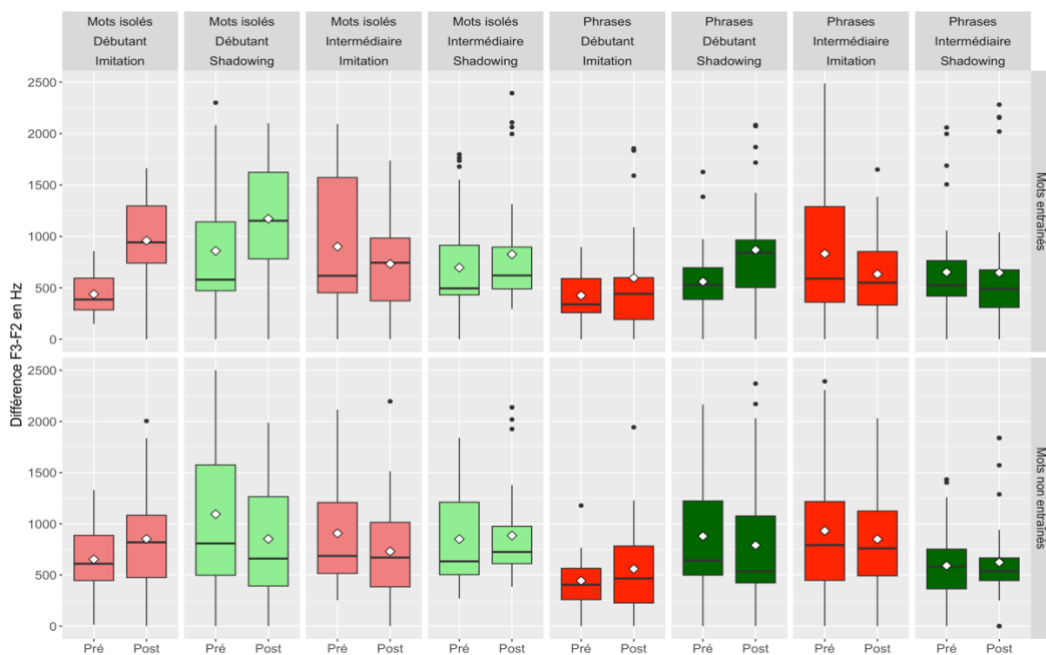 Mots isolés Mots isolés Mots isolés Mots isolés Phrases Phrases Phrases Phrases
Débutant Débutant Intermédiaire Intermédiaire Débutant Débutant Intermédiaire Intermédiaire
Imitation Shadowing Imitation Shadowing Imitation Shadowing Imitation Shadowing
Différence F3-F2 en Hz
2500
2000
1500
1000
500
0
Mots entraînés
2500
2000
1500
1000
500
0
Mots non entraînés
Pré Post Pré Post Pré Post Pré Post Pré Post Pré Post Pré Post Pré Post